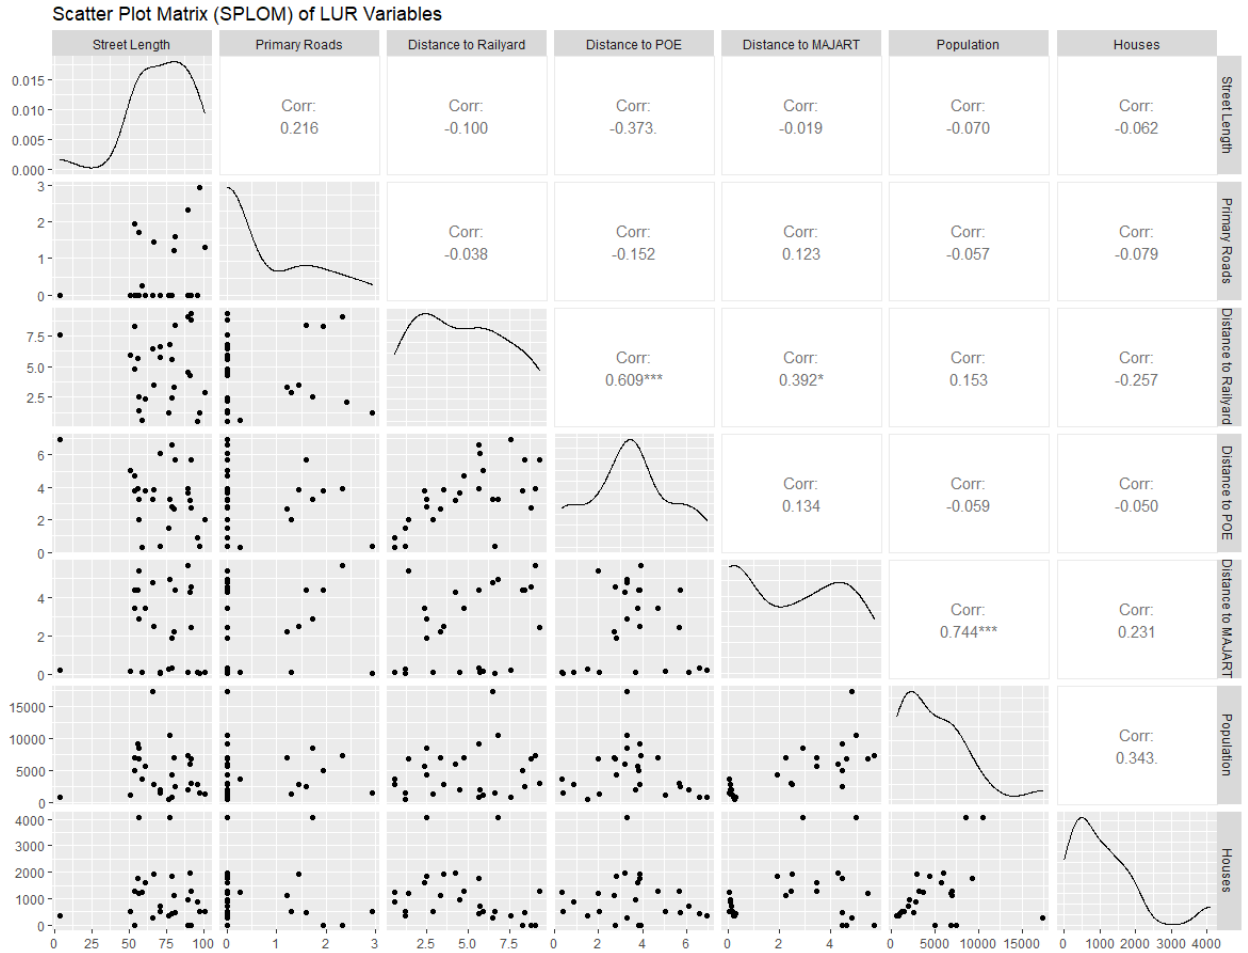 Scatter Plot Matrix (SPLOM) of LUR Variables
Street Length Primary Roads Distance to Railyard Distance to POE Distance to MAJART Population Houses
0.015
0.010
0.005
0.000
Corr:
0.216
Corr:
-0.100
Corr:
-0.373.
Corr:
-0.019
Corr:
-0.070
Corr:
-0.062
Street Length
3
2
1
0
Corr:
-0.038
Corr:
-0.152
Corr:
0.123
Corr:
-0.057
Corr:
-0.079
Primary Roads
7.5
5.0
2.5
Corr:
0.609***
Corr:
0.392*
Corr:
0.153
Corr:
-0.257
Distance to Railyard
6
4
2
0
Corr:
0.134
Corr:
-0.059
Corr:
-0.050
Distance to POE
4
2
0
Corr:
0.744***
Corr:
0.231
Distance to MAJART
15000
10000
5000
0
Corr:
0.343.
Population
4000
3000
2000
1000
0
Houses
0 25 50 75 100 0 1 2 3 2.5 5.0 7.5 0 2 4 6 0 2 4 0 5000 10000 15000 0 1000 2000 3000 4000